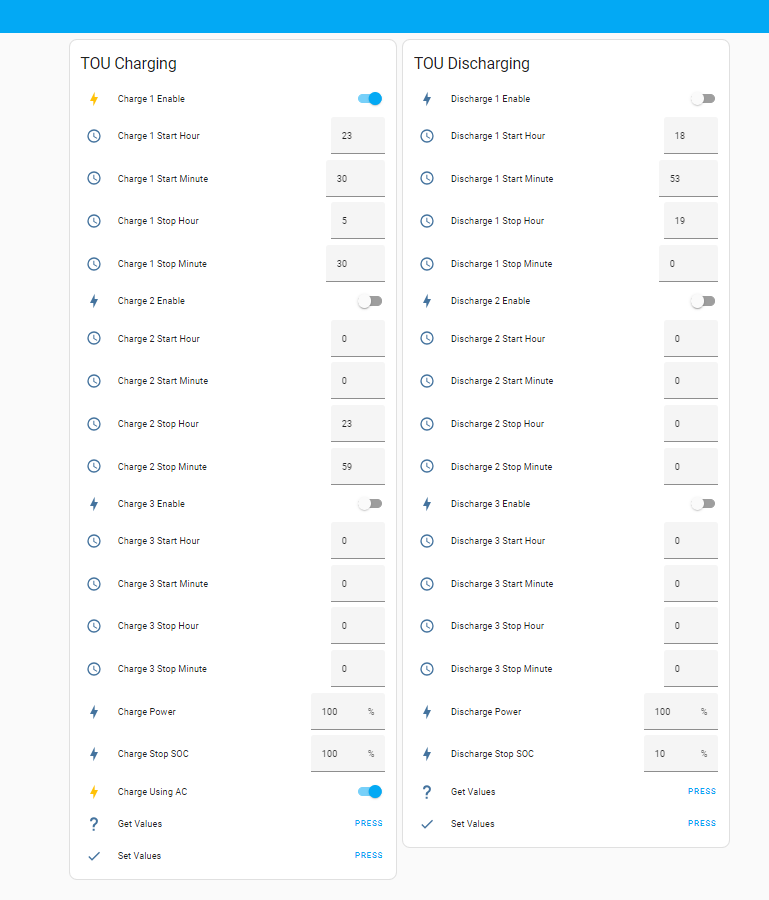 TOU Charging
Charge 1 Enable
Charge 1 Start Hour 23
Charge 1 Start Minute 30
Charge 1 Stop Hour 5
Charge 1 Stop Minute 30
Charge 2 Enable
Charge 2 Start Hour 0
Charge 2 Start Minute 0
Charge 2 Stop Hour 23
Charge 2 Stop Minute 59
Charge 3 Enable
Charge 3 Start Hour 0
Charge 3 Start Minute 0
Charge 3 Stop Hour 0
Charge 3 Stop Minute 0
Charge Power 100 %
Charge Stop SOC 100 %
Charge Using AC
Get Values PRESS
Set Values PRESS
TOU Discharging
Discharge 1 Enable
Discharge 1 Start Hour 18
Discharge 1 Start Minute 53
Discharge 1 Stop Hour 19
Discharge 1 Stop Minute 0
Discharge 2 Enable
Discharge 2 Start Hour 0
Discharge 2 Start Minute 0
Discharge 2 Stop Hour 0
Discharge 2 Stop Minute 0
Discharge 3 Enable
Discharge 3 Start Hour 0
Discharge 3 Start Minute 0
Discharge 3 Stop Hour 0
Discharge 3 Stop Minute 0
Discharge Power 100 %
Discharge Stop SOC 10 %
Get Values PRESS
Set Values PRESS